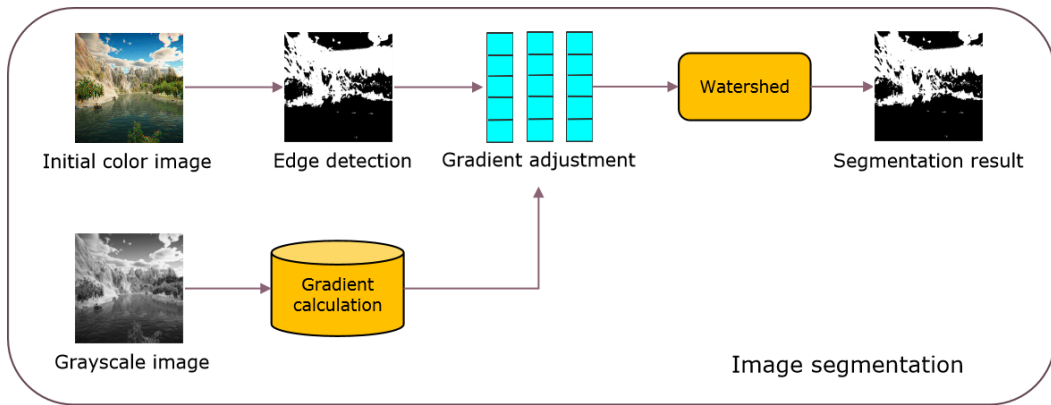 Watershed
Initial color image
Edge detection
Gradient adjustment
Segmentation result
Gradient
calculation
Grayscale image
Image segmentation